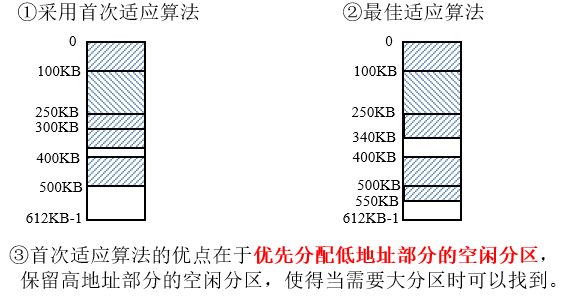 ①采用首次适应算法
②最佳适应算法
0
100KB
250KB
300KB
400KB
500KB
612KB-1
0
100KB
250KB
340KB
400KB
500KB
550KB
612KB-1
③首次适应算法的优点在于优先分配低地址部分的空闲分区，
保留高地址部分的空闲分区，使得当需要大分区时可以找到。